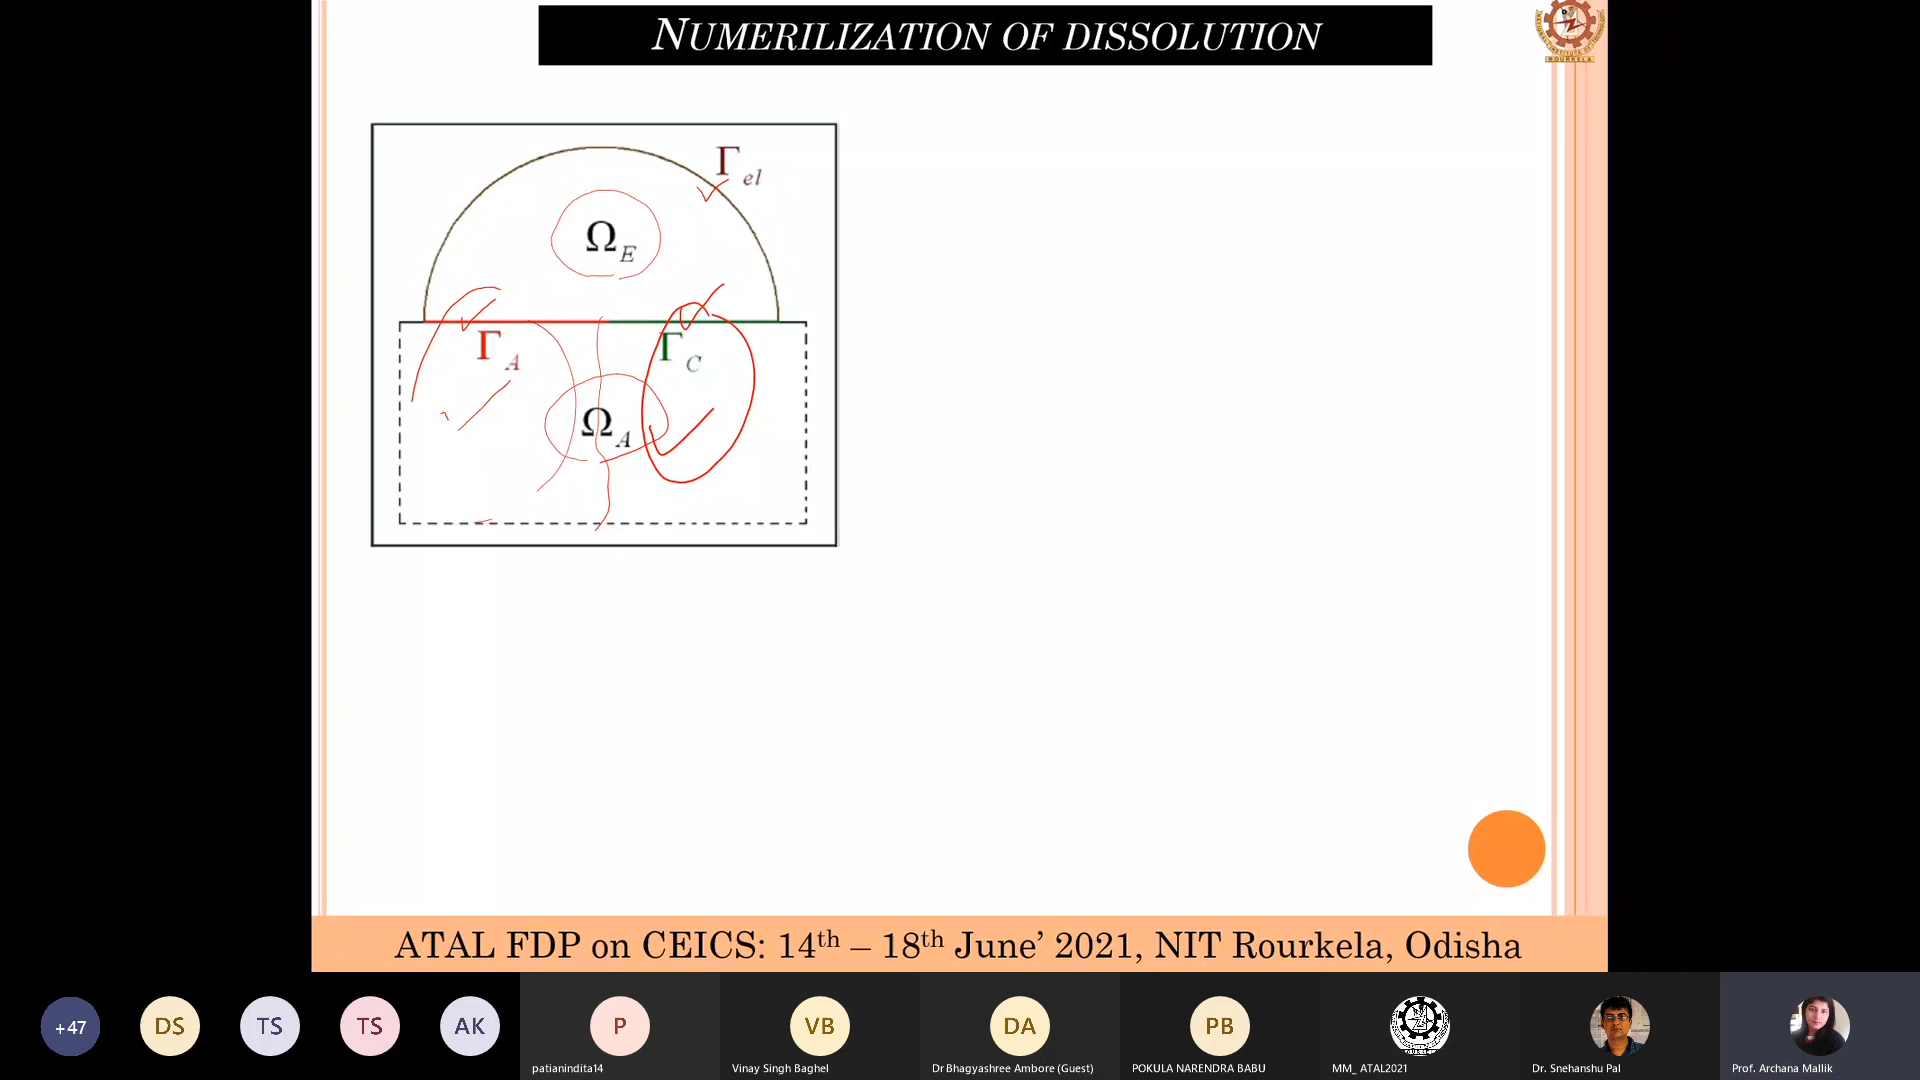 NUMERILIZATION OF DISSOLUTION
ROURKELA
Γel
ΩE
ΓA
ΓC
ΩA
ATAL FDP on CEICS: 14th – 18th June’ 2021, NIT Rourkela, Odisha
+47
DS
TS
TS
AK
P
VB
DA
PB
patianindita14
Vinay Singh Baghel
Dr Bhagyashree Ambore (Guest)
POKULA NARENDRA BABU
MM_ ATAL2021
Dr. Snehanshu Pal
Prof. Archana Mallik